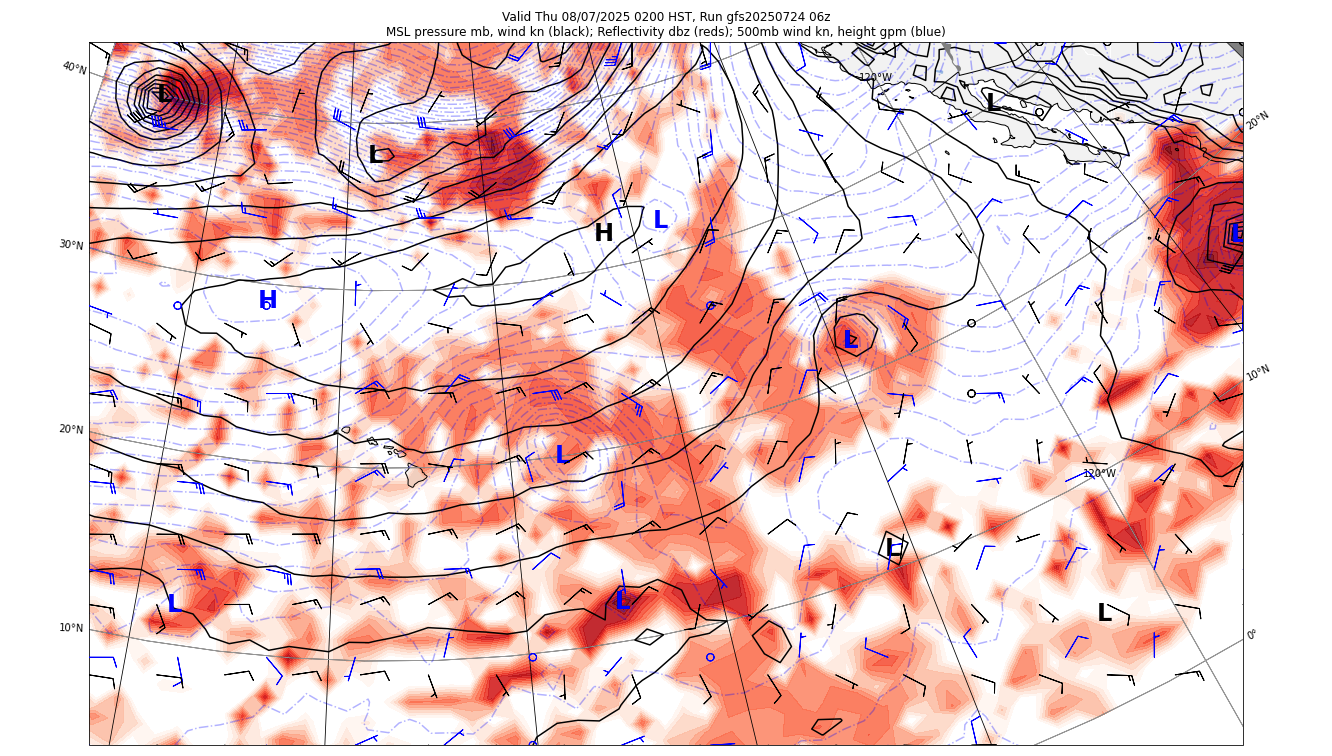 Valid Thu 08/07/2025 0200 HST, Run gfs20250724 06z
MSL pressure mb, wind kn (black); Reflectivity dbz (reds); 500mb wind kn, height gpm (blue)
40°N
120°W
L
L
20°N
L
L
H
L
30°N
H
L
10°N
L
20°N
L
120°W
L
L
L
L
10°N
0°